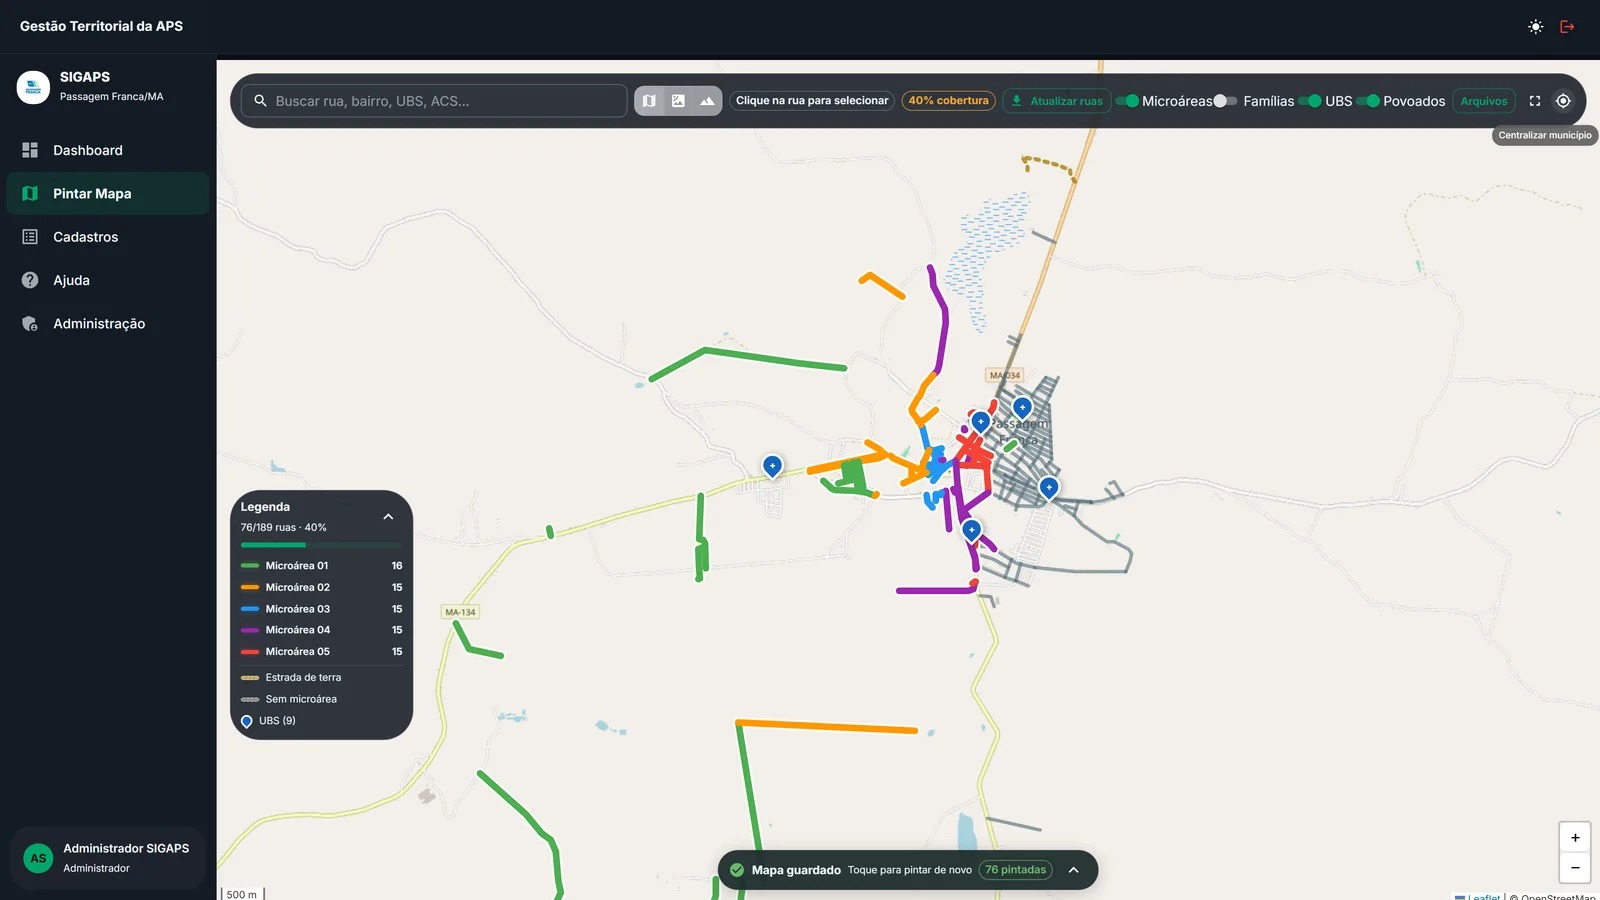 Gestão Territorial da APS
SIGAPS
Passagem Franca/MA
Dashboard
Pintar Mapa
Cadastros
Ajuda
Administração
Administrador SIGAPS
AS
Administrador
Buscar rua, bairro, UBS, ACS...
Clique na rua para selecionar
40% cobertura
Atualizar ruas
Microáreas
Famílias
UBS
Povoados
Arquivos
Centralizar município
MA-034
Passagem
Franca
MA-134
Legenda
76/189 ruas · 40%
Microárea 01 16
Microárea 02 15
Microárea 03 15
Microárea 04 15
Microárea 05 15
Estrada de terra
Sem microárea
UBS (9)
Mapa guardado Toque para pintar de novo 76 pintadas
+
−
500 m
Leaflet | © OpenStreetMap